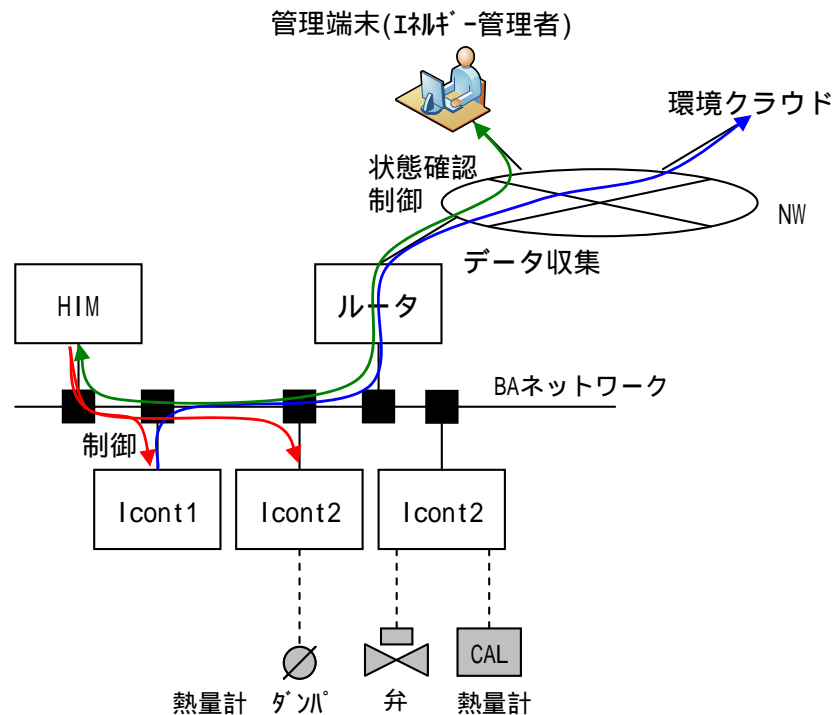 管理端末(ｴﾈﾙｷﾞｰ管理者)
環境クラウド
状態確認
制御
NW
データ収集
HIM
ルータ
BAネットワーク
制御
Icont1
Icont2
Icont2
CAL
熱量計
ﾀﾞﾝﾊﾟ
弁
熱量計